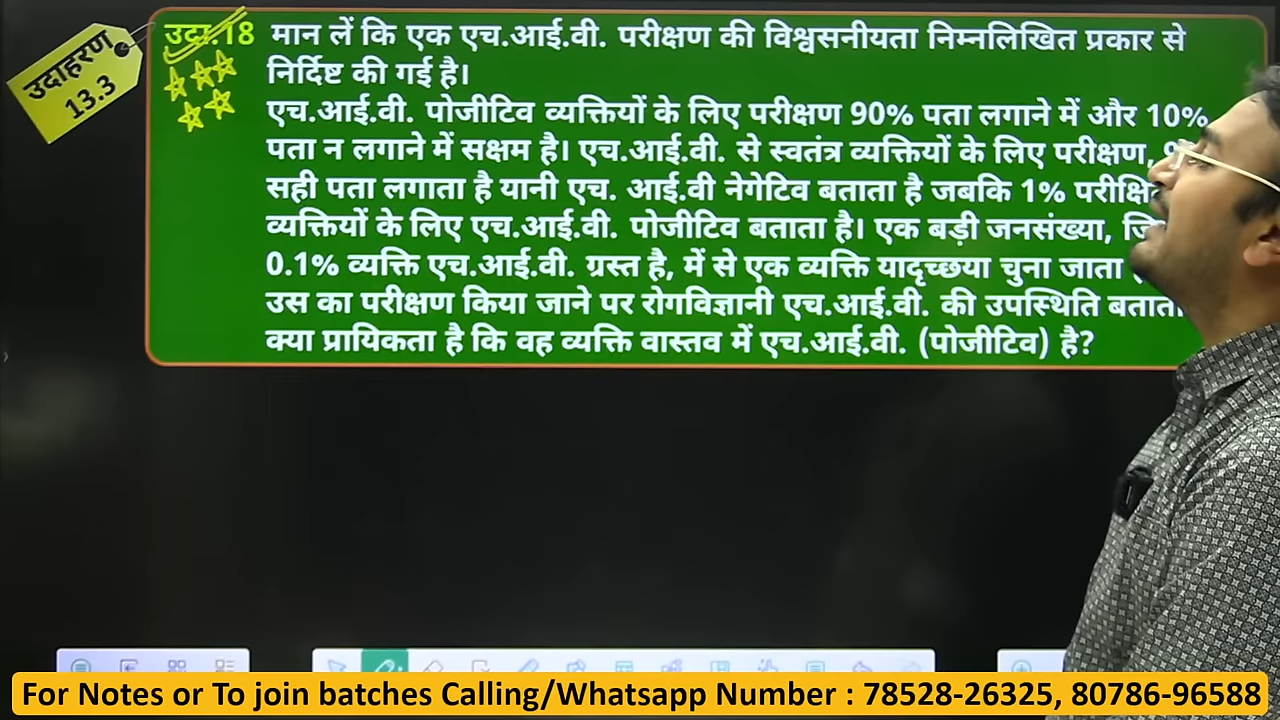 उदाहरण
13.3
उदा.18 मान लें कि एक एच.आई.वी. परीक्षण की विश्वसनीयता निम्नलिखित प्रकार से
निर्दिष्ट की गई है।
एच.आई.वी. पोजीटिव व्यक्तियों के लिए परीक्षण 90% पता लगाने में और 10%
पता न लगाने में सक्षम है। एच.आई.वी. से स्वतंत्र व्यक्तियों के लिए परीक्षण,
सही पता लगाता है यानी एच. आई.वी नेगेटिव बताता है जबकि 1%
व्यक्तियों के लिए एच.आई.वी. पोजीटिव बताता है। एक बड़ी जनसंख्या,
0.1% व्यक्ति एच.आई.वी. ग्रस्त है, में से एक व्यक्ति यादृच्छया चुना जाता
उस का परीक्षण किया जाने पर रोगविज्ञानी एच.आई.वी. की उपस्थिति
क्या प्रायिकता है कि वह व्यक्ति वास्तव में एच.आई.वी. (पोजीटिव) है?
For Notes or To join batches Calling/Whatsapp Number : 78528-26325, 80786-96588